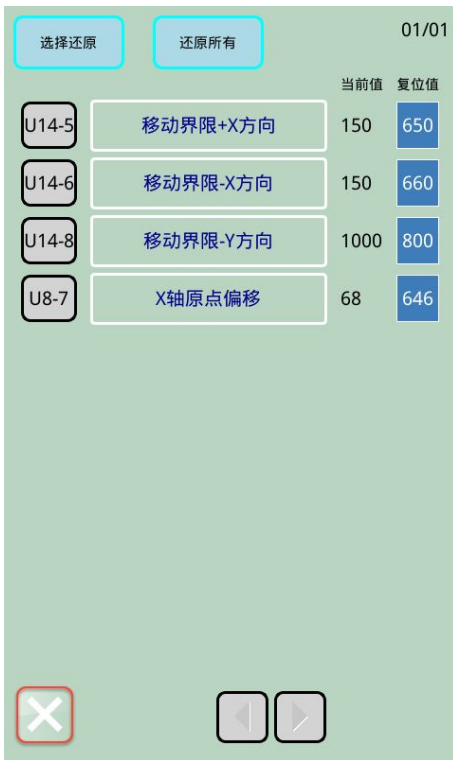 选择还原 还原所有 01/01
当前值 复位值
U14-5 移动界限+X方向 150 650
U14-6 移动界限-X方向 150 660
U14-8 移动界限-Y方向 1000 800
U8-7 X轴原点偏移 68 646